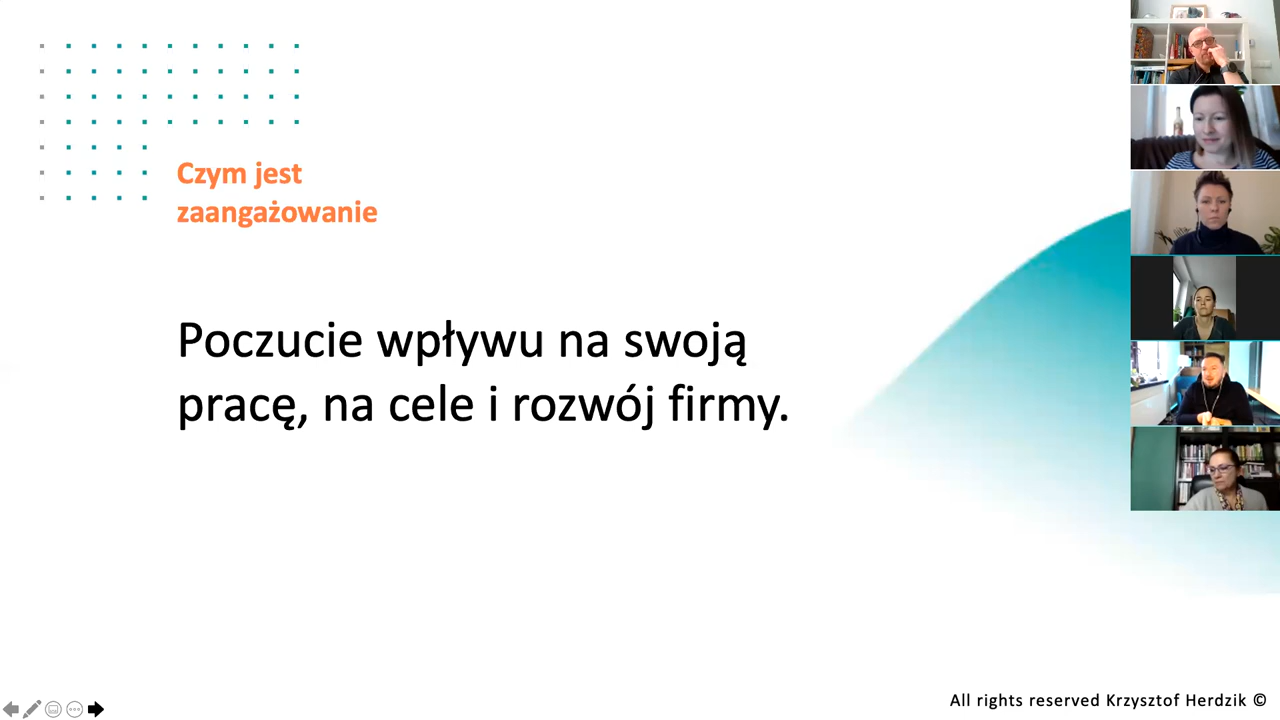 Czym jest
zaangażowanie
Poczucie wpływu na swoją
pracę, na cele i rozwój firmy.
All rights reserved Krzysztof Herdzik ©